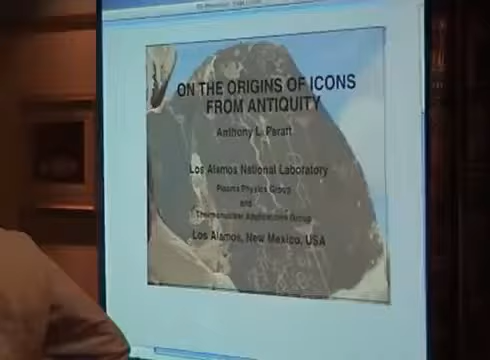 ON THE ORIGINS OF ICONS
FROM ANTIQUITY
Anthony L. Peratt
Los Alamos National Laboratory
Plasma Physics Group
and
Thermonuclear Applications Group
Los Alamos, New Mexico, USA